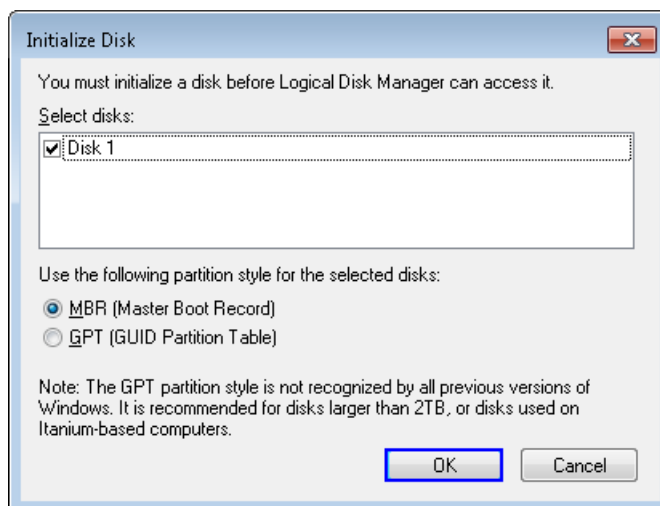 Initialize Disk
You must initialize a disk before Logical Disk Manager can access it.
Select disks:
Disk 1
Use the following partition style for the selected disks:
MBR (Master Boot Record)
GPT (GUID Partition Table)
Note: The GPT partition style is not recognized by all previous versions of
Windows. It is recommended for disks larger than 2TB, or disks used on
Itanium-based computers.
OK Cancel